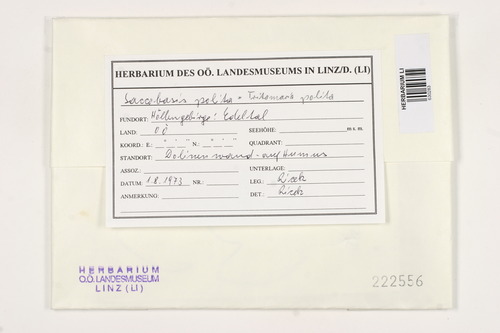 HERBARIUM DES OÖ. LANDESMUSEUMS IN LINZ/D. (LI)
Saccobasis polita = Tritomaria polita
FUNDORT: Höllengebirge: Edeltal
LAND: OÖ SEEHÖHE: m s. m.
KOORD.: E.: ° ' " N.: ° ' " QUADRANT:
STANDORT: Dolinenwand - auf Humus
ASSOZ.: UNTERLAGE:
DATUM: 1.8.1973 NR.: LEG.: Ricek
ANMERKUNG: DET.: Ricek
HERBARIUM LI
HERBARIUM
O.Ö. LANDESMUSEUM
LINZ (LI)
222556